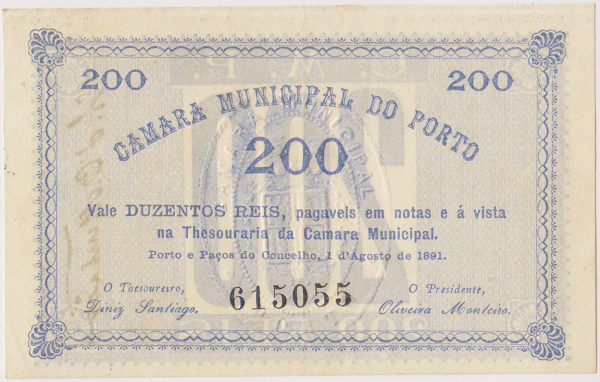 200 200
CAMARA MUNICIPAL DO PORTO
200
Vale DUZENTOS REIS, pagaveis em notas e á vista
na Thesouraria da Camara Municipal.
Porto e Paços do Concelho, 1 d'Agosto de 1891.
O Thesoureiro, O Presidente,
Diniz Santiago. 615055 Oliveira Monteiro.